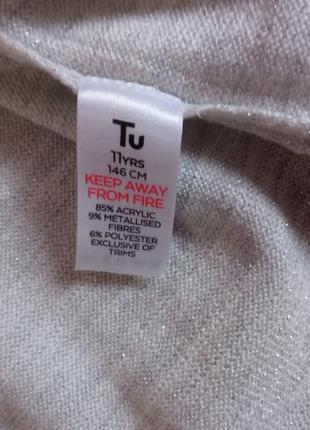 Tu
11YRS
146 CM
KEEP AWAY
FROM FIRE
85% ACRYLIC
9% METALLISED
FIBRES
6% POLYESTER
EXCLUSIVE OF
TRIMS